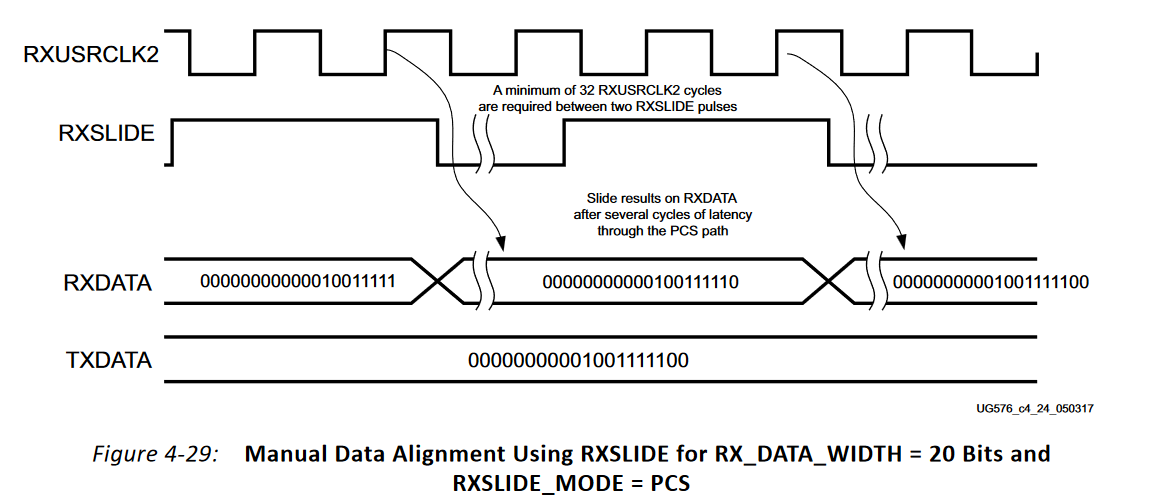 RXUSRCLK2
A minimum of 32 RXUSRCLK2 cycles
are required between two RXSLIDE pulses
RXSLIDE
Slide results on RXDATA
after several cycles of latency
through the PCS path
RXDATA
00000000000010011111
00000000000100111110
00000000001001111100
TXDATA
00000000001001111100
UG576_c4_24_050317
Figure 4-29: Manual Data Alignment Using RXSLIDE for RX_DATA_WIDTH = 20 Bits and
RXSLIDE_MODE = PCS